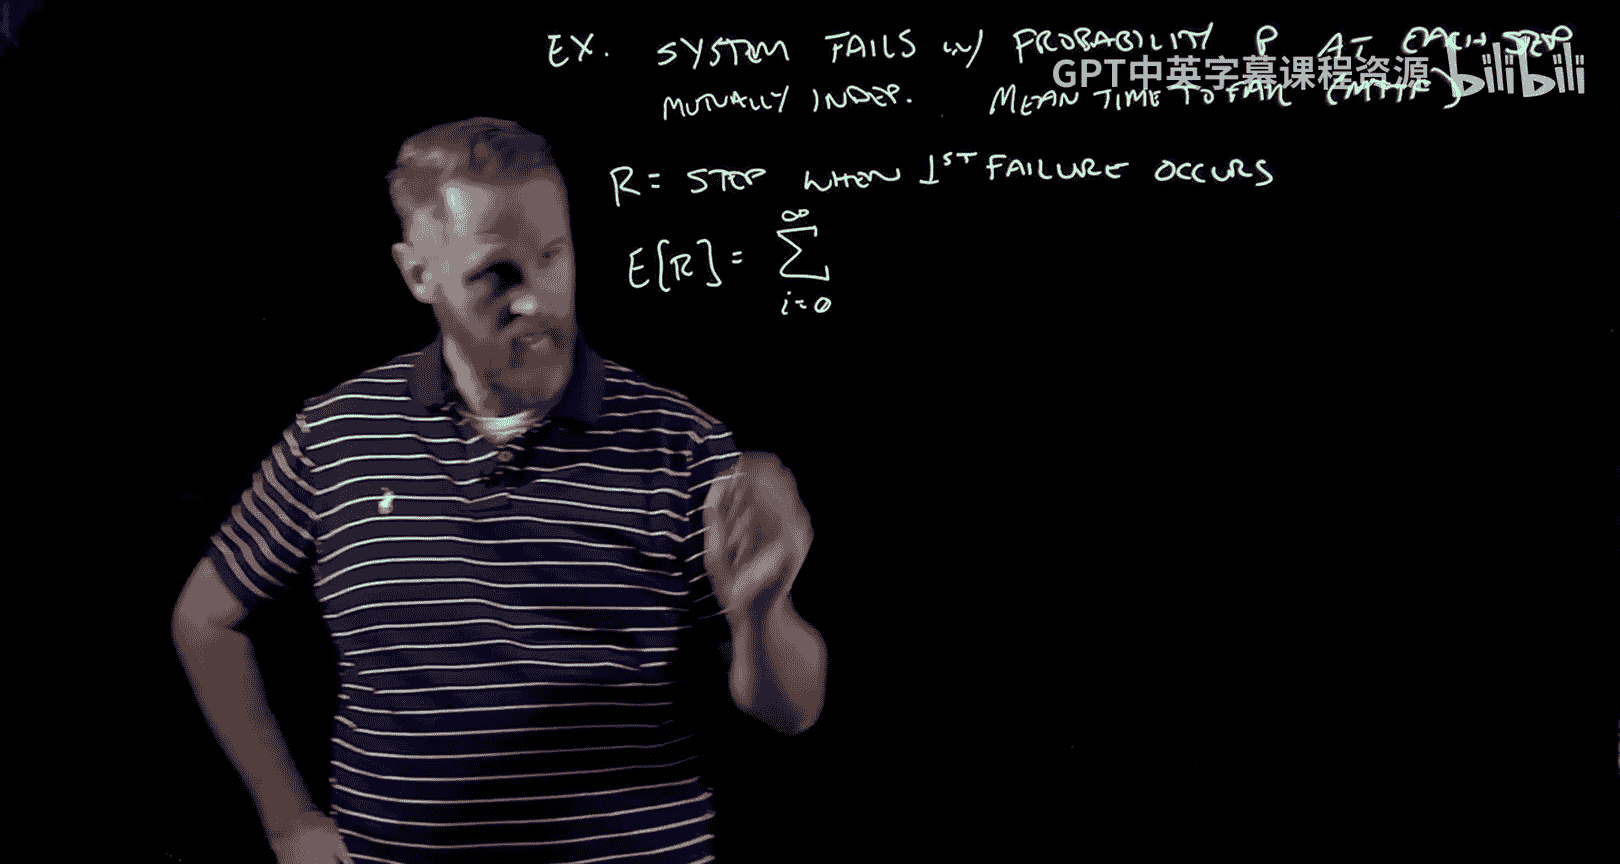 EX. SYSTEM FAILS w/ PROBABILITY P AT EACH STEP
GPT中英字幕课程资源 bilibili
MUTUALLY INDEP. MEAN TIME TO FAIL (MTTF)
R = STEP WHEN 1ST FAILURE OCCURS
E[R] = ∑ i=0 ∞